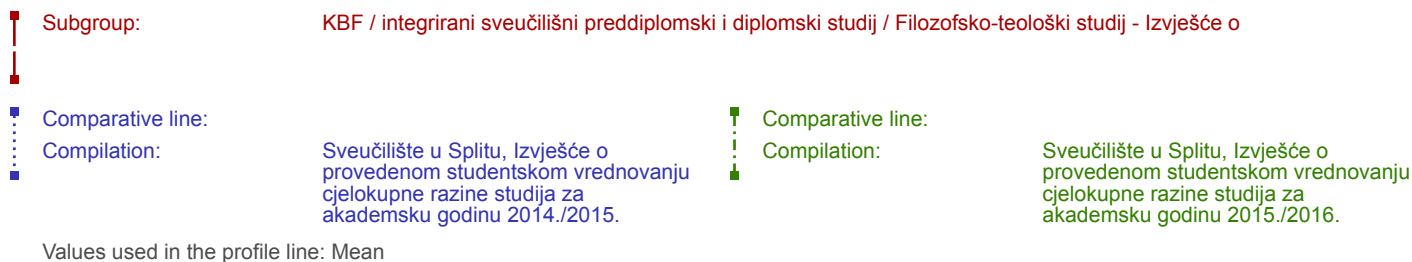 Subgroup: KBF / integrirani sveučilišni preddiplomski i diplomski studij / Filozofsko-teološki studij - Izvješće o
Comparative line:
Compilation: Sveučilište u Splitu, Izvješće o
provedenom studentskom vrednovanju
cjelokupne razine studija za
akademsku godinu 2014./2015.
Comparative line:
Compilation: Sveučilište u Splitu, Izvješće o
provedenom studentskom vrednovanju
cjelokupne razine studija za
akademsku godinu 2015./2016.
Values used in the profile line: Mean